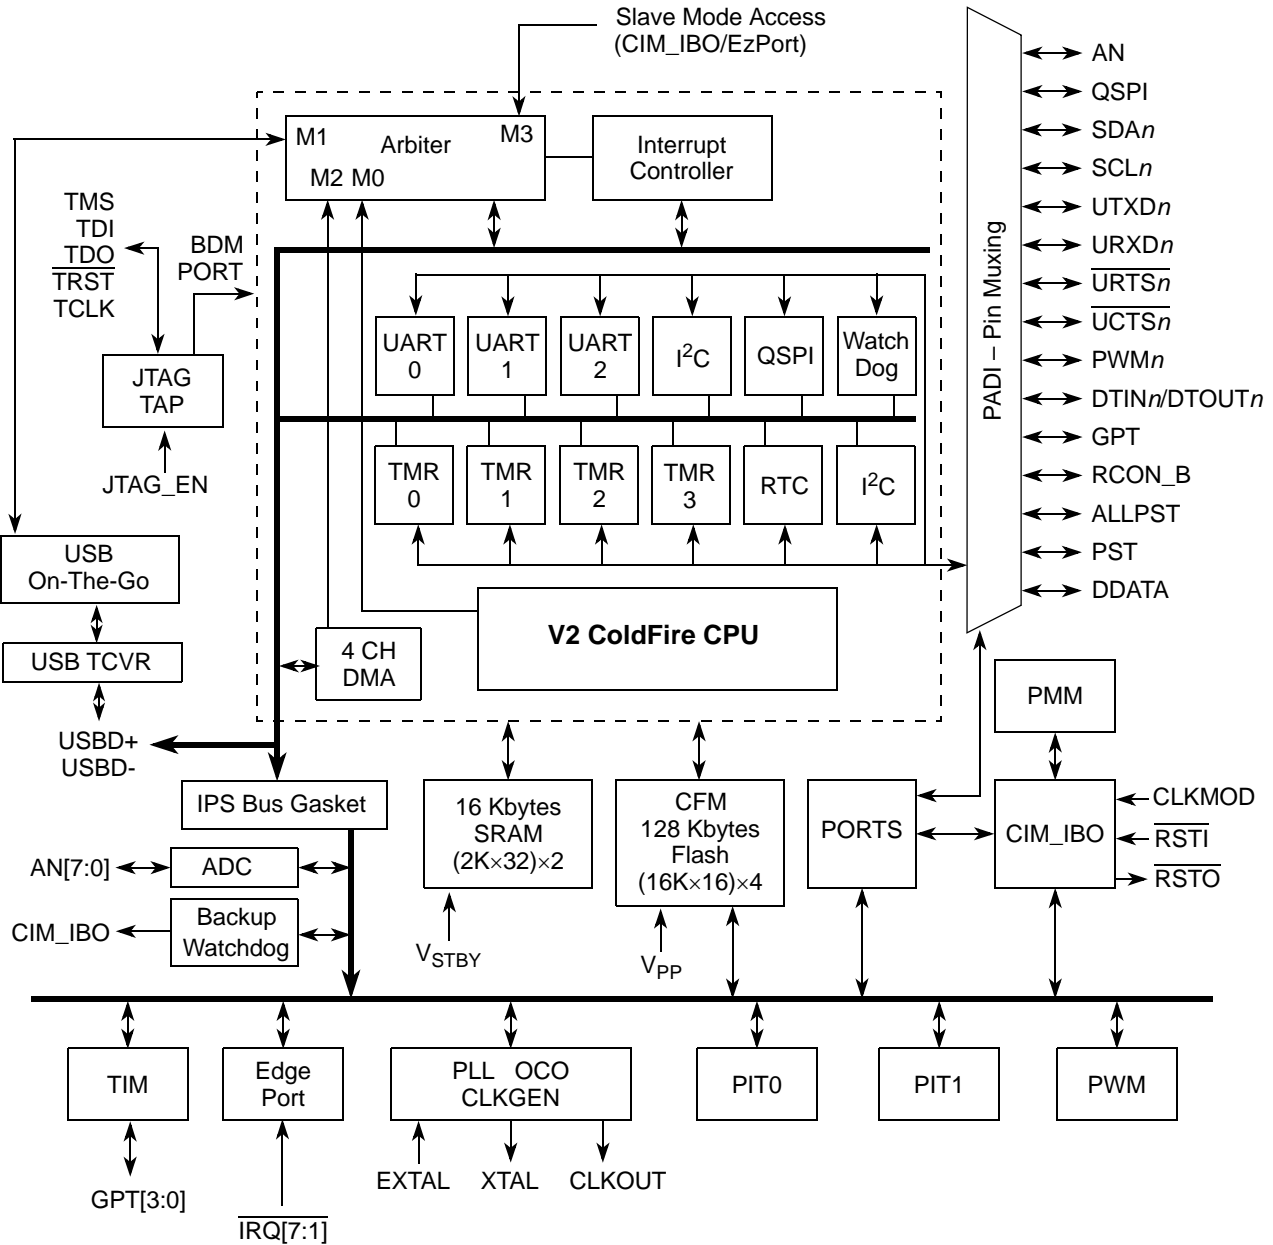 Slave Mode Access
(CIM_IBO/EzPort)
M1
Arbiter
M3
M2 M0
Interrupt
Controller
TMS
TDI
TDO
TRST
TCLK
BDM
PORT
JTAG
TAP
JTAG_EN
UART
0
UART
1
UART
2
I²C
QSPI
Watch
Dog
TMR
0
TMR
1
TMR
2
TMR
3
RTC
I²C
V2 ColdFire CPU
4 CH
DMA
USB
On-The-Go
USB TCVR
USBD+
USBD-
PADI – Pin Muxing
AN
QSPI
SDAn
SCLn
UTXDn
URXDn
URTSn
UCTSn
PWMn
DTINn/DTOUTn
GPT
RCON_B
ALLPST
PST
DDATA
PMM
IPS Bus Gasket
16 Kbytes
SRAM
(2K×32)×2
CFM
128 Kbytes
Flash
(16K×16)×4
PORTS
CIM_IBO
CLKMOD
RSTI
RSTO
AN[7:0]
ADC
CIM_IBO
Backup
Watchdog
VSTBY
VPP
TIM
Edge
Port
PLL OCO
CLKGEN
PIT0
PIT1
PWM
GPT[3:0]
IRQ[7:1]
EXTAL
XTAL
CLKOUT